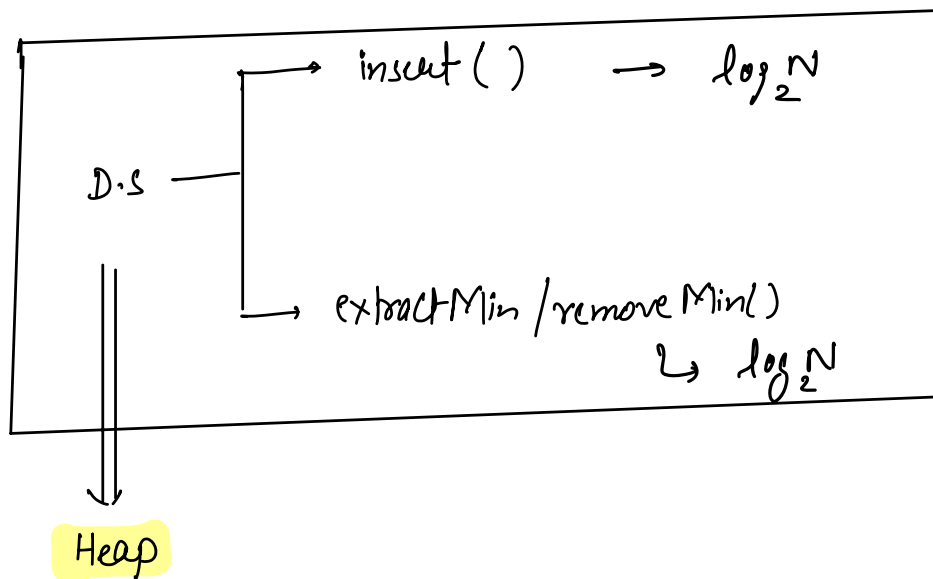 insert( ) → log₂N
D.S
extractMin/removeMin()
↳ log₂N
Heap